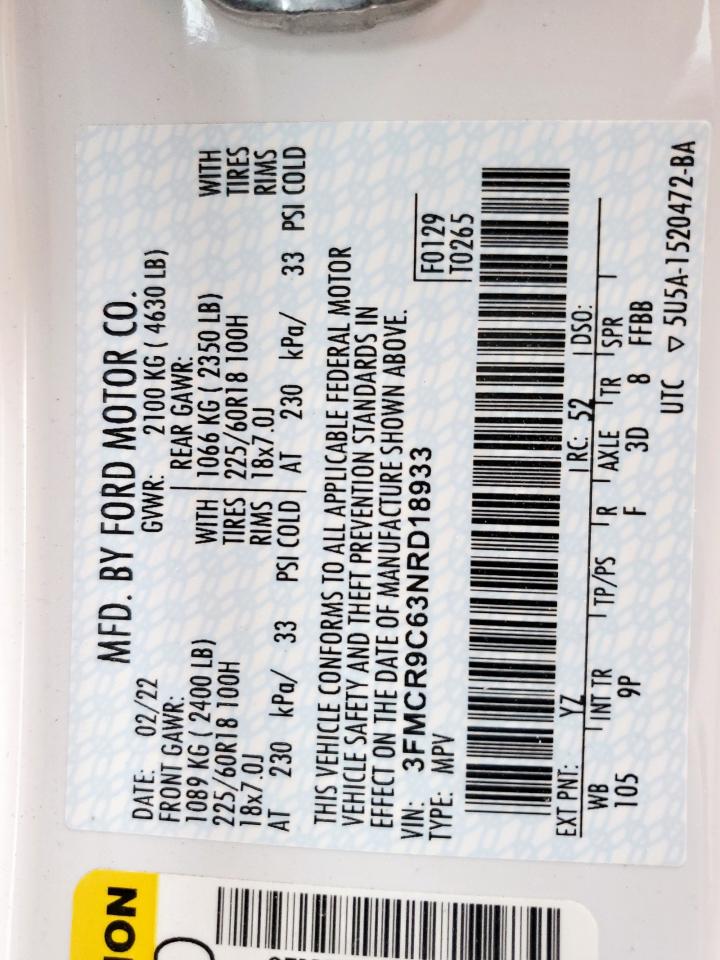 MFD. BY FORD MOTOR CO.
DATE: 02/22 GVWR: 2100 KG ( 4630 LB)
FRONT GAWR: REAR GAWR:
1089 KG ( 2400 LB) WITH 1066 KG ( 2350 LB) WITH
225/60R18 100H TIRES 225/60R18 100H TIRES
18x7.0J RIMS 18x7.0J RIMS
AT 230 kPa/ 33 PSI COLD AT 230 kPa/ 33 PSI COLD
THIS VEHICLE CONFORMS TO ALL APPLICABLE FEDERAL MOTOR
VEHICLE SAFETY AND THEFT PREVENTION STANDARDS IN
EFFECT ON THE DATE OF MANUFACTURE SHOWN ABOVE.
VIN: 3FMCR9C63NRD18933 F0129
TYPE: MPV T0265
EXT PNT: YZ RC: 52 DSO:
WB INT TR TP/PS R AXLE TR SPR
105 9P F 3D 8 FFBB
UTC ▽ 5U5A-1520472-BA
ION